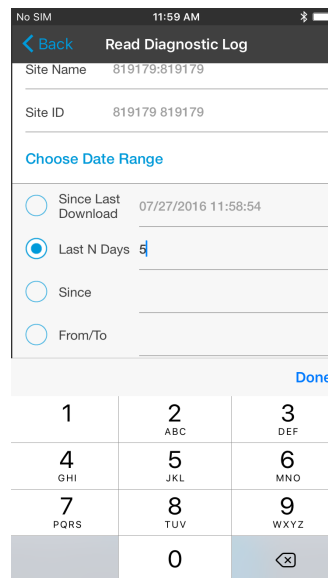 No SIM 11:59 AM
Back Read Diagnostic Log
Site Name 819179:819179
Site ID 819179 819179
Choose Date Range
Since Last
Download 07/27/2016 11:58:54
Last N Days 5
Since
From/To
Done
1 2 3
ABC DEF
4 5 6
GHI JKL MNO
7 8 9
PQRS TUV WXYZ
0